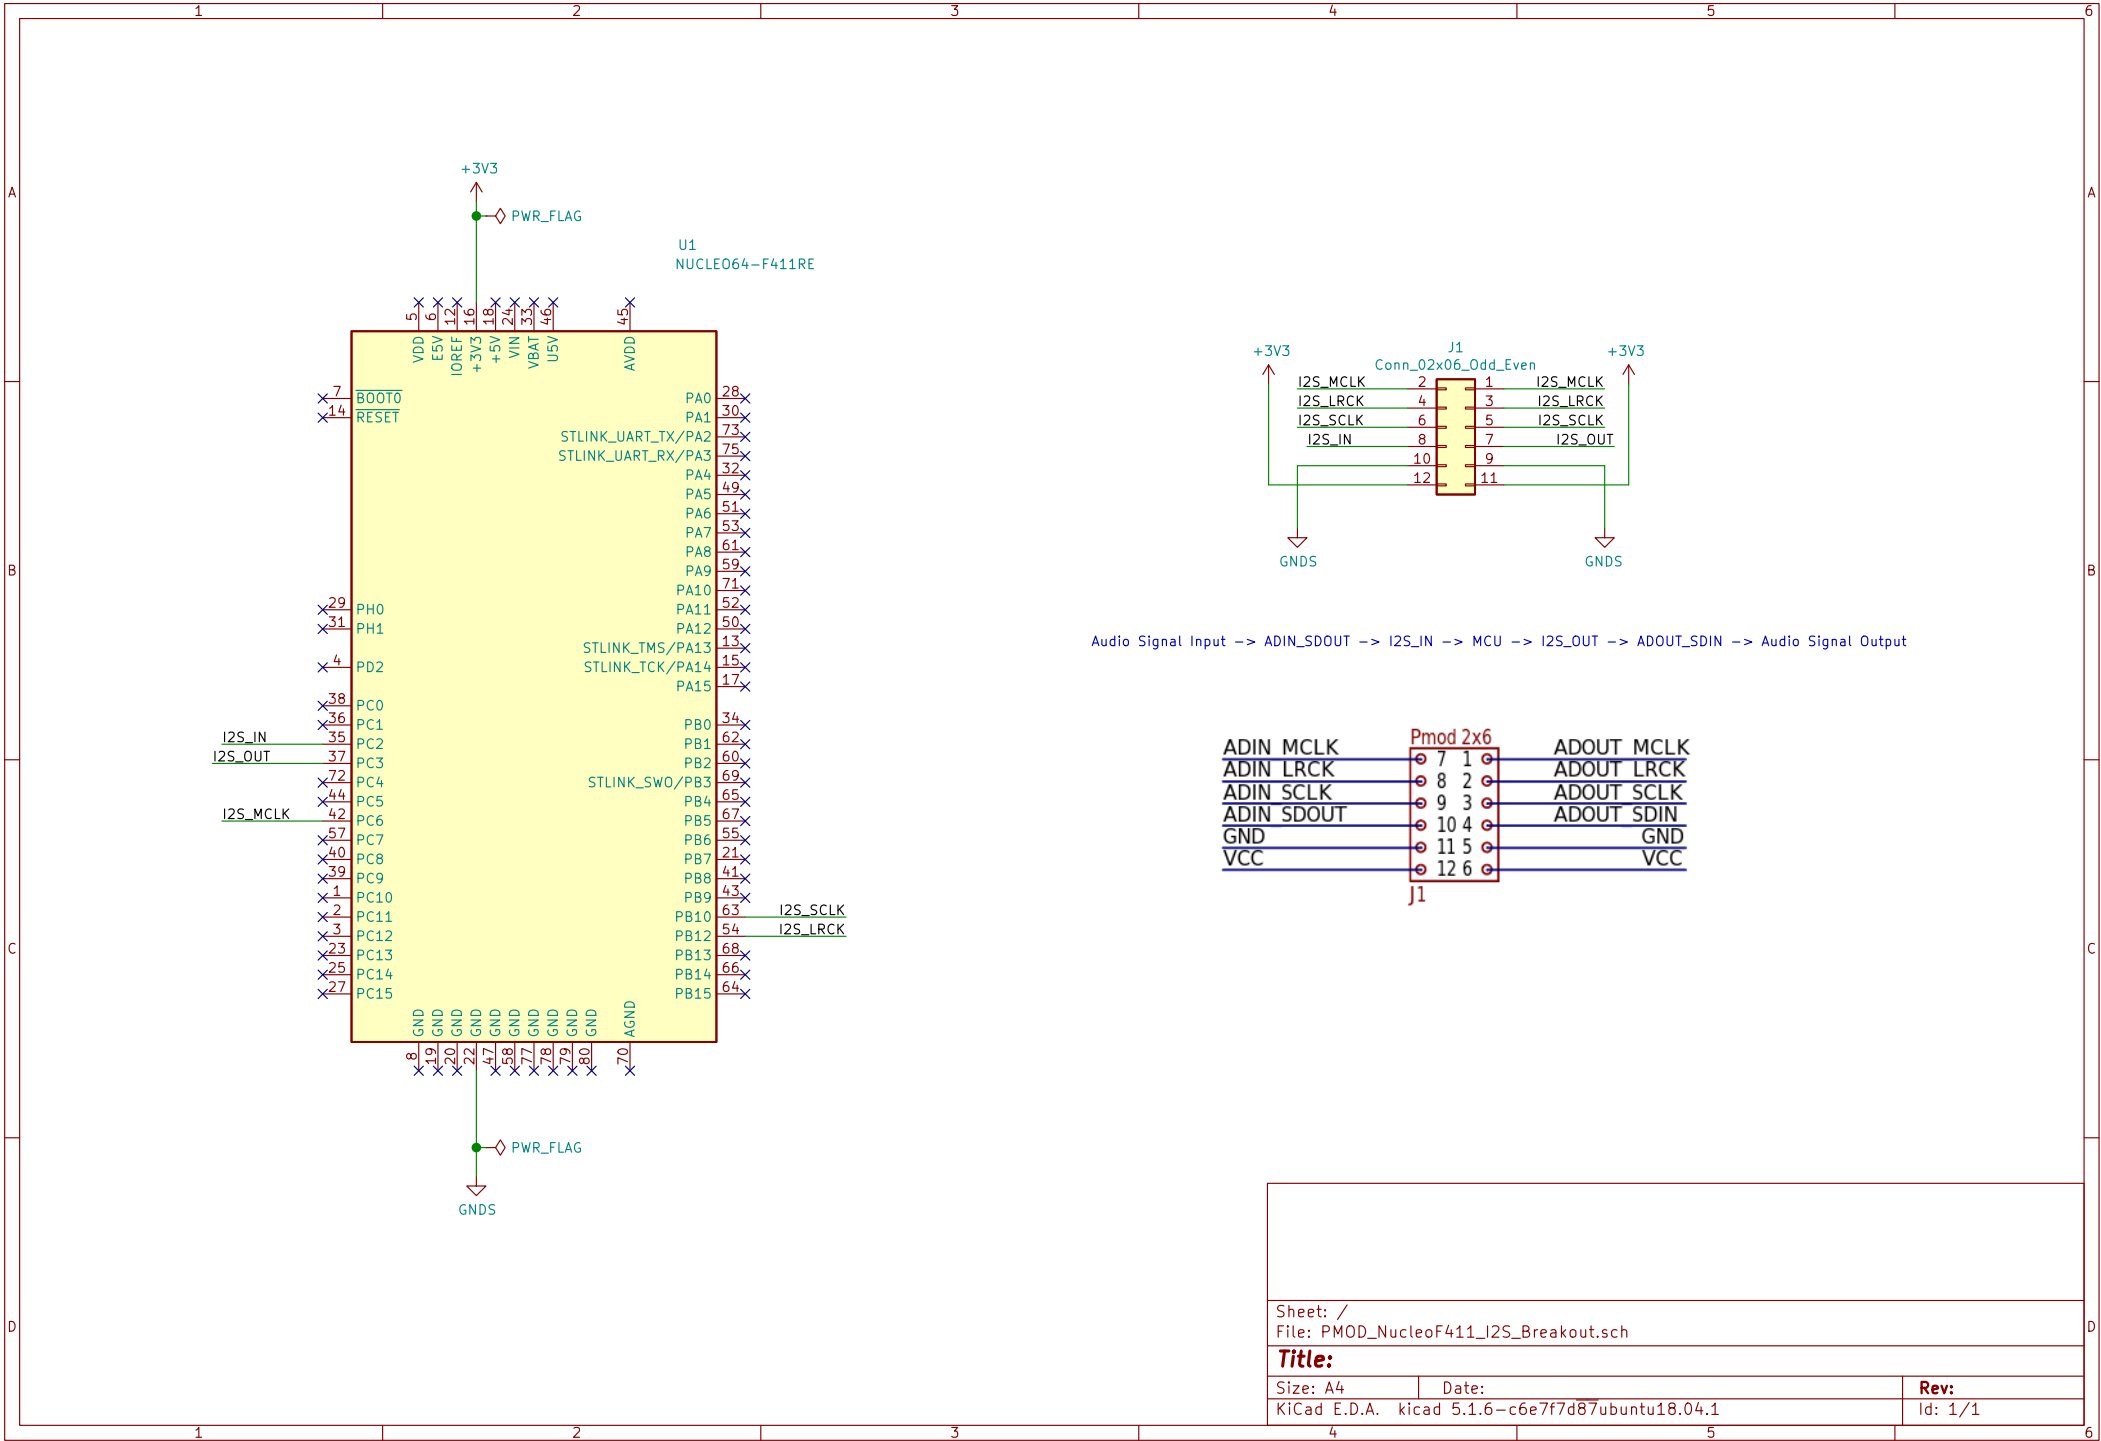 1 2 3 4 5 6
A A
B B
C C
D D
+3V3
PWR_FLAG
U1
NUCLEO64-F411RE
5 6 12 16 18 24 33 46 45
VDD E5V IOREF +3V3 +5V VIN VBAT U5V AVDD
7 BOOT0
14 RESET
29 PH0
31 PH1
4 PD2
38 PC0
36 PC1
I2S_IN 35 PC2
I2S_OUT 37 PC3
72 PC4
44 PC5
I2S_MCLK 42 PC6
57 PC7
40 PC8
39 PC9
1 PC10
2 PC11
3 PC12
23 PC13
25 PC14
27 PC15
PA0 28
PA1 30
STLINK_UART_TX/PA2 73
STLINK_UART_RX/PA3 75
PA4 32
PA5 49
PA6 51
PA7 53
PA8 61
PA9 59
PA10 71
PA11 52
PA12 50
STLINK_TMS/PA13 13
STLINK_TCK/PA14 15
PA15 17
PB0 34
PB1 62
PB2 60
STLINK_SWO/PB3 69
PB4 65
PB5 67
PB6 55
PB7 21
PB8 41
PB9 43
PB10 63 I2S_SCLK
PB12 54 I2S_LRCK
PB13 68
PB14 66
PB15 64
GND GND GND GND GND GND GND GND GND GND AGND
8 19 20 22 47 58 77 78 79 80 70
PWR_FLAG
GNDS
J1
Conn_02x06_Odd_Even
+3V3 +3V3
I2S_MCLK 2 1 I2S_MCLK
I2S_LRCK 4 3 I2S_LRCK
I2S_SCLK 6 5 I2S_SCLK
I2S_IN 8 7 I2S_OUT
10 9
12 11
GNDS GNDS
Audio Signal Input -> ADIN_SDOUT -> I2S_IN -> MCU -> I2S_OUT -> ADOUT_SDIN -> Audio Signal Output
Pmod 2x6
ADIN MCLK 7 1 ADOUT MCLK
ADIN LRCK 8 2 ADOUT LRCK
ADIN SCLK 9 3 ADOUT SCLK
ADIN SDOUT 10 4 ADOUT SDIN
GND 11 5 GND
VCC 12 6 VCC
J1
Sheet: /
File: PMOD_NucleoF411_I2S_Breakout.sch
Title:
Size: A4 Date: Rev:
KiCad E.D.A. kicad 5.1.6-c6e7f7d87ubuntu18.04.1 Id: 1/1
1 2 3 4 5 6